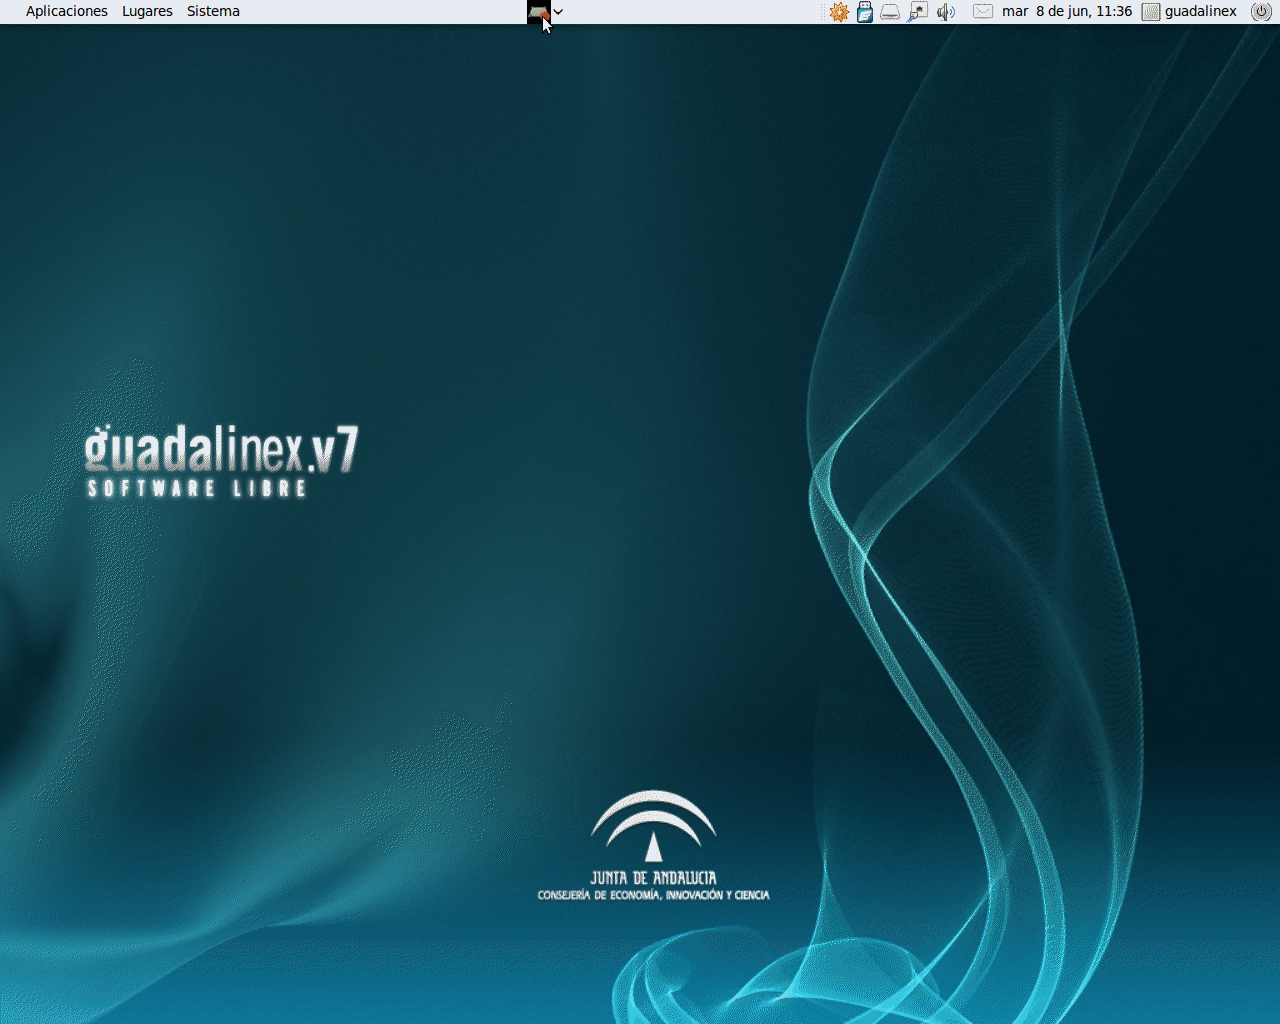 Aplicaciones Lugares Sistema mar 8 de jun, 11:36 guadalinex
guadalinex.v7
SOFTWARE LIBRE
JUNTA DE ANDALUCIA
CONSEJERÍA DE ECONOMÍA, INNOVACIÓN Y CIENCIA